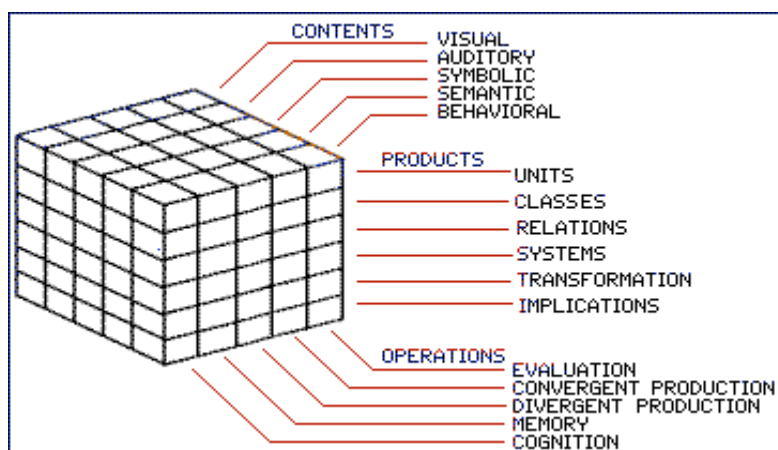 CONTENTS
VISUAL
AUDITORY
SYMBOLIC
SEMANTIC
BEHAVIORAL
PRODUCTS
UNITS
CLASSES
RELATIONS
SYSTEMS
TRANSFORMATION
IMPLICATIONS
OPERATIONS
EVALUATION
CONVERGENT PRODUCTION
DIVERGENT PRODUCTION
MEMORY
COGNITION